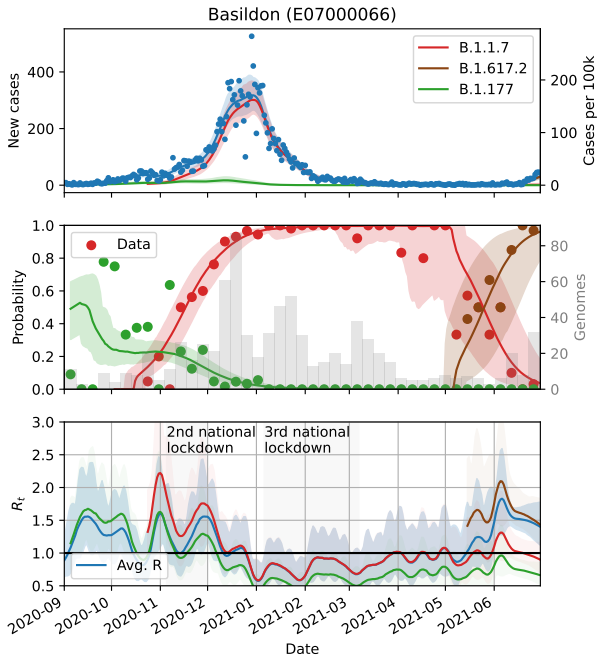 Basildon (E07000066)
New cases
400
200
0
B.1.1.7
B.1.617.2
B.1.177
200
100
0
Cases per 100k
Probability
1.0
0.8
0.6
0.4
0.2
0.0
Data
80
60
40
20
0
Genomes
R_t
3.0
2.5
2.0
1.5
1.0
0.5
2nd national
lockdown
3rd national
lockdown
Avg. R
2020-09
2020-10
2020-11
2020-12
2021-01
2021-02
2021-03
2021-04
2021-05
2021-06
Date